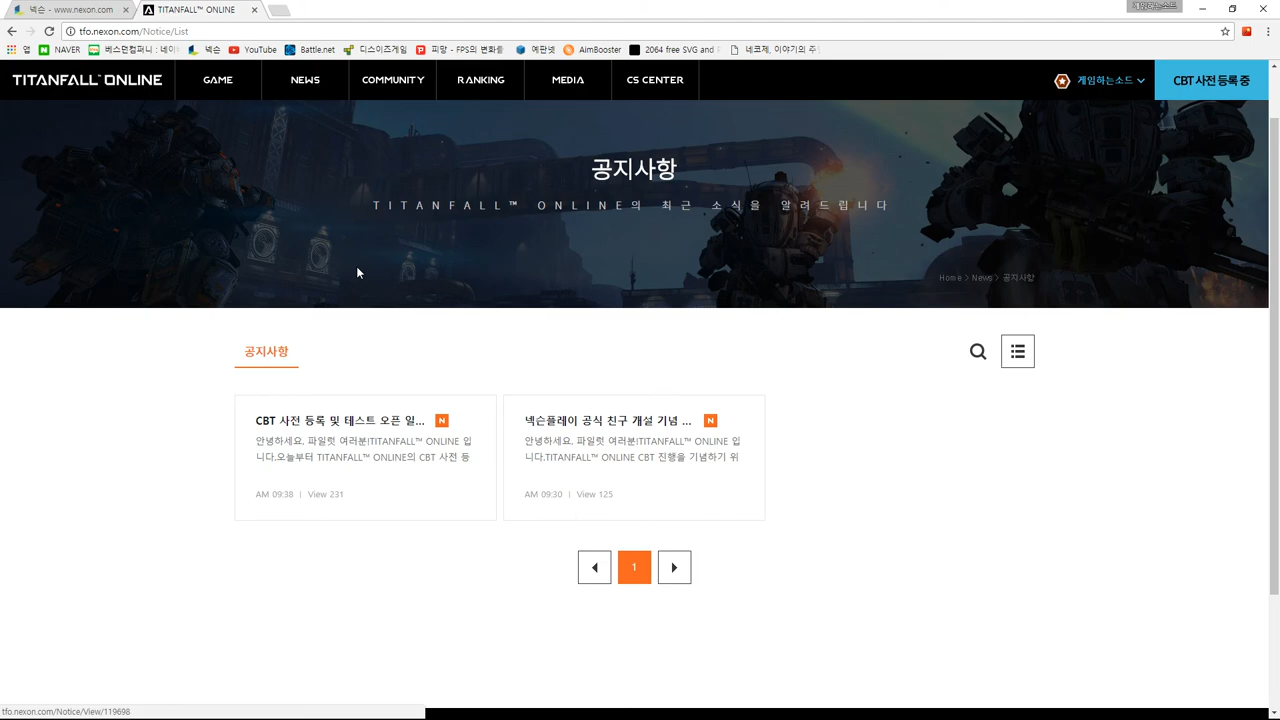 넥슨 - www.nexon.com
TITANFALL™ ONLINE
게임하는소드
tfo.nexon.com/Notice/List
앱
NAVER
베스던컴퍼니 : 네이
넥슨
YouTube
Battle.net
디스이즈게임
피망 - FPS의 변화를
예판넷
AimBooster
2064 free SVG and
네코제, 이야기의 주
TITANFALL™ ONLINE
GAME
NEWS
COMMUNITY
RANKING
MEDIA
CS CENTER
게임하는소드
CBT 사전 등록 중
공지사항
TITANFALL™ ONLINE의 최근 소식을 알려드립니다
Home > News > 공지사항
공지사항
CBT 사전 등록 및 테스트 오픈 일... N
안녕하세요. 파일럿 여러분!TITANFALL™ ONLINE 입
니다.오늘부터 TITANFALL™ ONLINE의 CBT 사전 등
AM 09:38 | View 231
넥슨플레이 공식 친구 개설 기념 ... N
안녕하세요. 파일럿 여러분!TITANFALL™ ONLINE 입
니다.TITANFALL™ ONLINE CBT 진행을 기념하기 위
AM 09:30 | View 125
1
tfo.nexon.com/Notice/View/119698